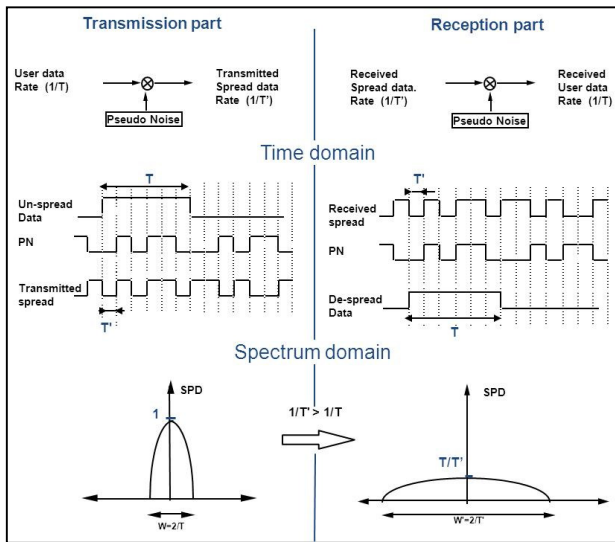 Transmission part
Reception part
User data
Rate (1/T)
Transmitted
Spread data
Rate (1/T')
Pseudo Noise
Received
Spread data.
Rate (1/T')
Received
User data
Rate (1/T)
Pseudo Noise
Time domain
T
Un-spread
Data
PN
Transmitted
spread
T'
T'
Received
spread
PN
De-spread
Data
T
Spectrum domain
SPD
1
W=2/T
1/T' > 1/T
SPD
T/T'
W'=2/T'